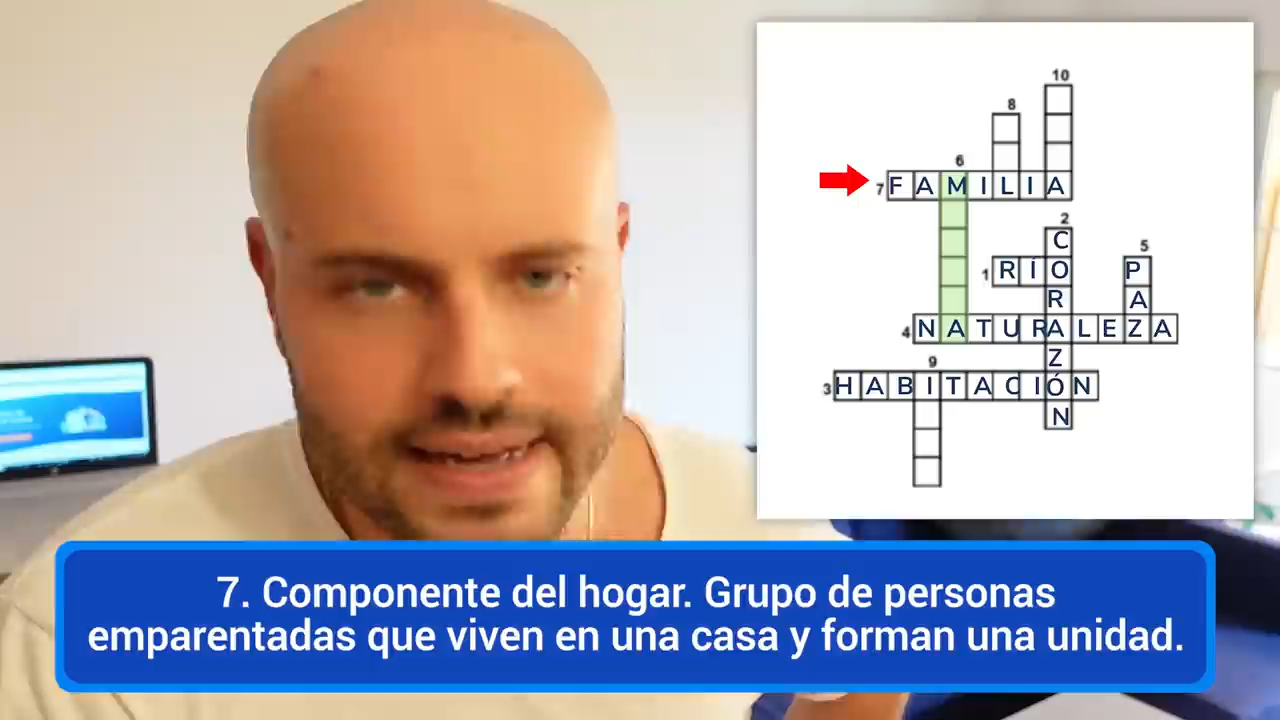 10
8
6
7 FAMILIA
2
C
5
1 RÍO P
R A
4 NATURALEZA
Z
9
3 HABITACIÓN
N
7. Componente del hogar. Grupo de personas
emparentadas que viven en una casa y forman una unidad.